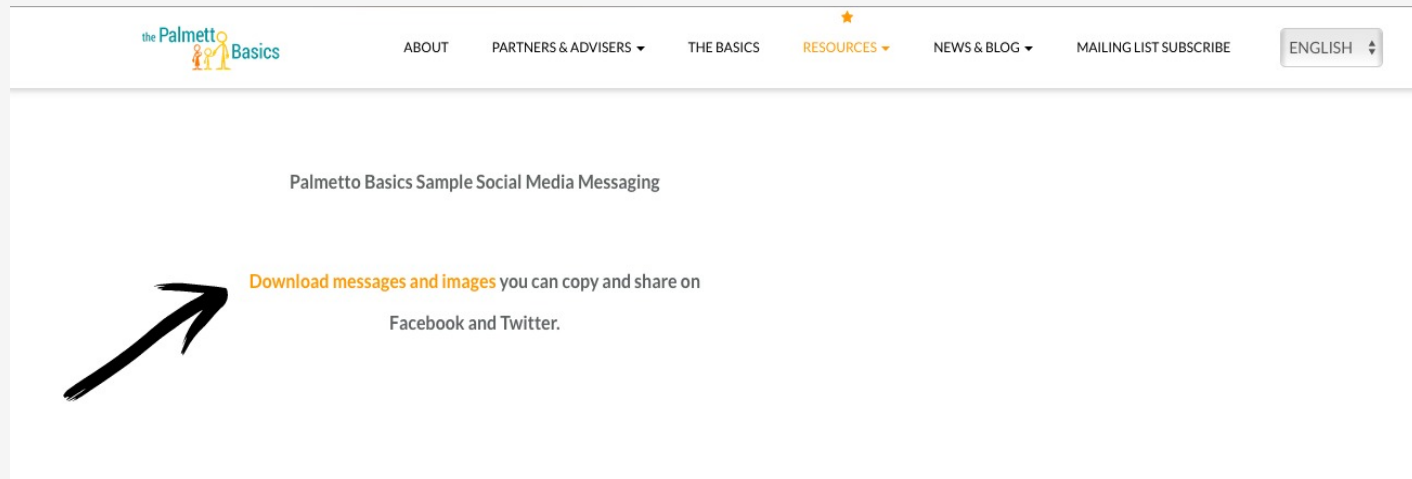 the Palmetto Basics
ABOUT
PARTNERS & ADVISERS
THE BASICS
RESOURCES
NEWS & BLOG
MAILING LIST SUBSCRIBE
ENGLISH
Palmetto Basics Sample Social Media Messaging
Download messages and images you can copy and share on
Facebook and Twitter.